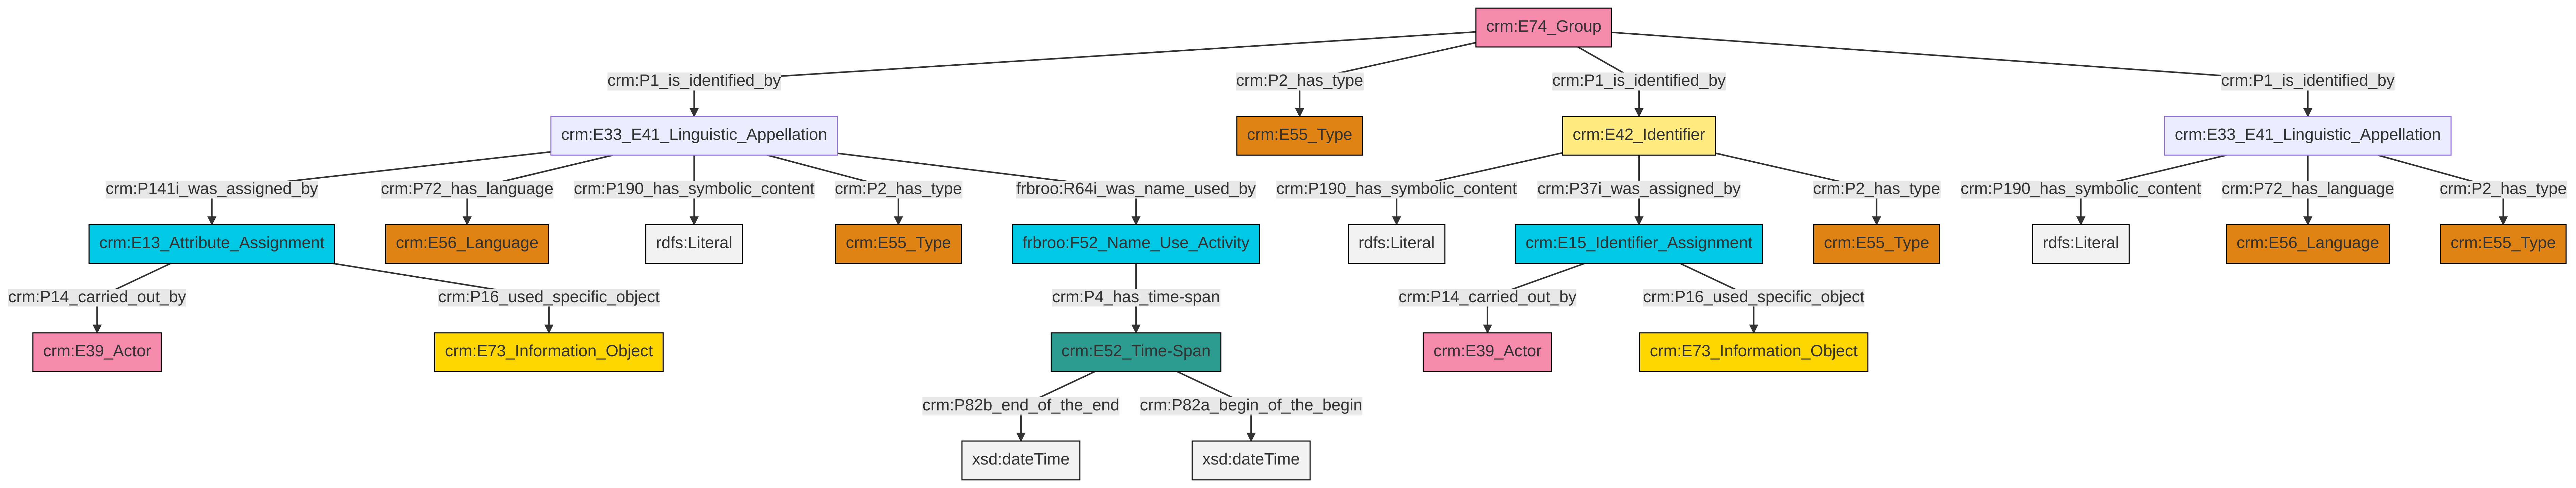 crm:E74_Group
crm:P1_is_identified_by
crm:P2_has_type
crm:P1_is_identified_by
crm:P1_is_identified_by
crm:E33_E41_Linguistic_Appellation
crm:E55_Type
crm:E42_Identifier
crm:E33_E41_Linguistic_Appellation
crm:P141i_was_assigned_by
crm:P72_has_language
crm:P190_has_symbolic_content
crm:P2_has_type
frbroo:R64i_was_name_used_by
crm:P190_has_symbolic_content
crm:P37i_was_assigned_by
crm:P2_has_type
crm:P190_has_symbolic_content
crm:P72_has_language
crm:P2_has_type
crm:E13_Attribute_Assignment
crm:E56_Language
rdfs:Literal
crm:E55_Type
frbroo:F52_Name_Use_Activity
rdfs:Literal
crm:E15_Identifier_Assignment
crm:E55_Type
rdfs:Literal
crm:E56_Language
crm:E55_Type
crm:P14_carried_out_by
crm:P16_used_specific_object
crm:P4_has_time-span
crm:P14_carried_out_by
crm:P16_used_specific_object
crm:E39_Actor
crm:E73_Information_Object
crm:E52_Time-Span
crm:E39_Actor
crm:E73_Information_Object
crm:P82b_end_of_the_end
crm:P82a_begin_of_the_begin
xsd:dateTime
xsd:dateTime